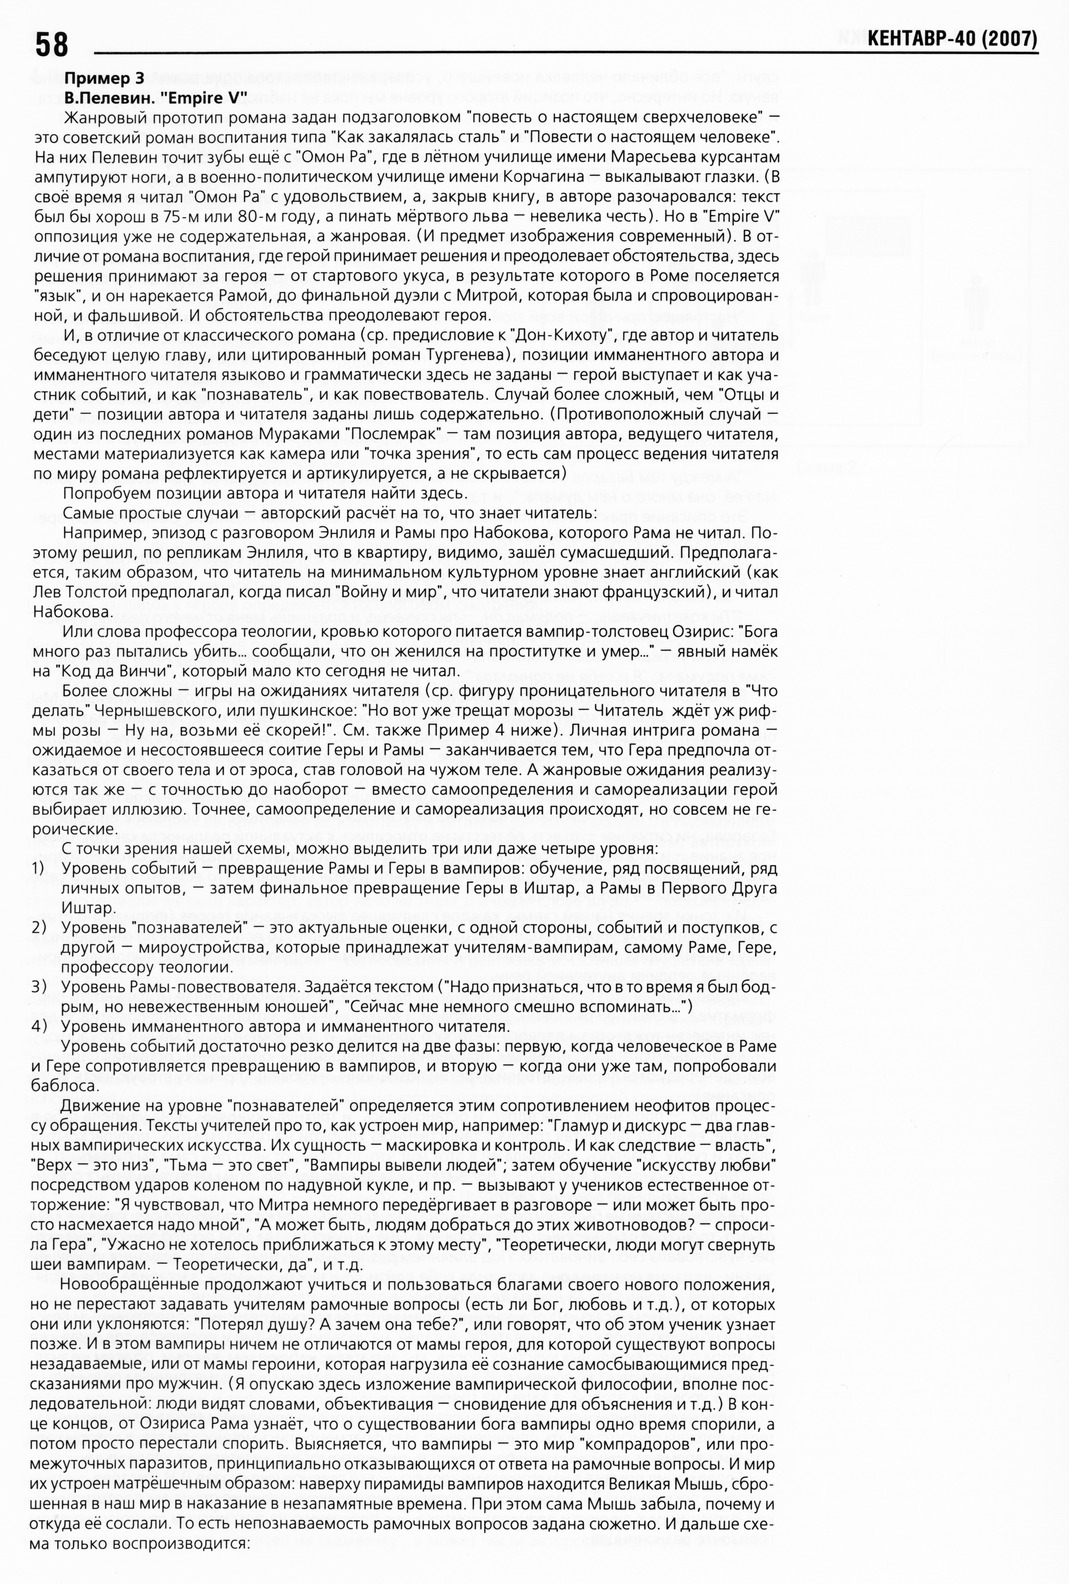 58
КЕНТАВР-40 (2007)
Пример 3
В.Пелевин. "Empire V"
Жанровый прототип романа задан подзаголовком "повесть о настоящем сверхчеловеке" —
это советский роман воспитания типа "Как закалялась сталь" и "Повести о настоящем человеке".
На них Пелевин точит зубы ещё с "Омон Ра", где в лётном училище имени Маресьева курсантам
ампутируют ноги, а в военно-политическом училище имени Корчагина — выкалывают глазки. (В
своё время я читал "Омон Ра" с удовольствием, а, закрыв книгу, в авторе разочаровался: текст
был бы хорош в 75-м или 80-м году, а пинать мёртвого льва — невелика честь). Но в "Empire V"
оппозиция уже не содержательная, а жанровая. (И предмет изображения современный). В от-
личие от романа воспитания, где герой принимает решения и преодолевает обстоятельства, здесь
решения принимают за героя — от стартового укуса, в результате которого в Роме поселяется
"язык", и он нарекается Рамой, до финальной дуэли с Митрой, которая была и спровоцирован-
ной, и фальшивой. И обстоятельства преодолевают героя.
И, в отличие от классического романа (ср. предисловие к "Дон-Кихоту", где автор и читатель
беседуют целую главу, или цитированный роман Тургенева), позиции имманентного автора и
имманентного читателя языково и грамматически здесь не заданы — герой выступает и как уча-
стник событий, и как "познаватель", и как повествователь. Случай более сложный, чем "Отцы и
дети" — позиции автора и читателя заданы лишь содержательно. (Противоположный случай —
один из последних романов Мураками "Послемрак" — там позиция автора, ведущего читателя,
местами материализуется как камера или "точка зрения", то есть сам процесс ведения читателя
по миру романа рефлектируется и артикулируется, а не скрывается)
Попробуем позиции автора и читателя найти здесь.
Самые простые случаи — авторский расчёт на то, что знает читатель:
Например, эпизод с разговором Энлиля и Рамы про Набокова, которого Рама не читал. По-
этому решил, по репликам Энлиля, что в квартиру, видимо, зашёл сумасшедший. Предполага-
ется, таким образом, что читатель на минимальном культурном уровне знает английский (как
Лев Толстой предполагал, когда писал "Войну и мир", что читатели знают французский), и читал
Набокова.
Или слова профессора теологии, кровью которого питается вампир-толстовец Озирис: "Бога
много раз пытались убить... сообщали, что он женился на проститутке и умер..." — явный намёк
на "Код да Винчи", который мало кто сегодня не читал.
Более сложны — игры на ожиданиях читателя (ср. фигуру проницательного читателя в "Что
делать" Чернышевского, или пушкинское: "Но вот уже трещат морозы — Читатель ждёт уж риф-
мы розы — Ну на, возьми её скорей!". См. также Пример 4 ниже). Личная интрига романа —
ожидаемое и несостоявшееся соитие Геры и Рамы — заканчивается тем, что Гера предпочла от-
казаться от своего тела и от эроса, став головой на чужом теле. А жанровые ожидания реализу-
ются так же — с точностью до наоборот — вместо самоопределения и самореализации герой
выбирает иллюзию. Точнее, самоопределение и самореализация происходят, но совсем не ге-
роические.
С точки зрения нашей схемы, можно выделить три или даже четыре уровня:
1) Уровень событий — превращение Рамы и Геры в вампиров: обучение, ряд посвящений, ряд
личных опытов, — затем финальное превращение Геры в Иштар, а Рамы в Первого Друга
Иштар.
2) Уровень "познавателей" — это актуальные оценки, с одной стороны, событий и поступков, с
другой — мироустройства, которые принадлежат учителям-вампирам, самому Раме, Гере,
профессору теологии.
3) Уровень Рамы-повествователя. Задаётся текстом ("Надо признаться, что в то время я был бод-
рым, но невежественным юношей", "Сейчас мне немного смешно вспоминать...")
4) Уровень имманентного автора и имманентного читателя.
Уровень событий достаточно резко делится на две фазы: первую, когда человеческое в Раме
и Гере сопротивляется превращению в вампиров, и вторую — когда они уже там, попробовали
баблоса.
Движение на уровне "познавателей" определяется этим сопротивлением неофитов процес-
су обращения. Тексты учителей про то, как устроен мир, например: "Гламур и дискурс — два глав-
ных вампирических искусства. Их сущность — маскировка и контроль. И как следствие — власть",
"Верх — это низ", "Тьма — это свет", "Вампиры вывели людей"; затем обучение "искусству любви"
посредством ударов коленом по надувной кукле, и пр. — вызывают у учеников естественное от-
торжение: "Я чувствовал, что Митра немного передёргивает в разговоре — или может быть про-
сто насмехается надо мной", "А может быть, людям добраться до этих животноводов? — спроси-
ла Гера", "Ужасно не хотелось приближаться к этому месту", "Теоретически, люди могут свернуть
шеи вампирам. — Теоретически, да", и т.д.
Новообращённые продолжают учиться и пользоваться благами своего нового положения,
но не перестают задавать учителям рамочные вопросы (есть ли Бог, любовь и т.д.), от которых
они или уклоняются: "Потерял душу? А зачем она тебе?", или говорят, что об этом ученик узнает
позже. И в этом вампиры ничем не отличаются от мамы героя, для которой существуют вопросы
незадаваемые, или от мамы героини, которая нагрузила её сознание самосбывающимися пред-
сказаниями про мужчин. (Я опускаю здесь изложение вампирической философии, вполне пос-
ледовательной: люди видят словами, объективация — сновидение для объяснения и т.д.) В кон-
це концов, от Озириса Рама узнаёт, что о существовании бога вампиры одно время спорили, а
потом просто перестали спорить. Выясняется, что вампиры — это мир "компрадоров", или про-
межуточных паразитов, принципиально отказывающихся от ответа на рамочные вопросы. И мир
их устроен матрёшечным образом: наверху пирамиды вампиров находится Великая Мышь, сбро-
шенная в наш мир в наказание в незапамятные времена. При этом сама Мышь забыла, почему и
откуда её сослали. То есть непознаваемость рамочных вопросов задана сюжетно. И дальше схе-
ма только воспроизводится: